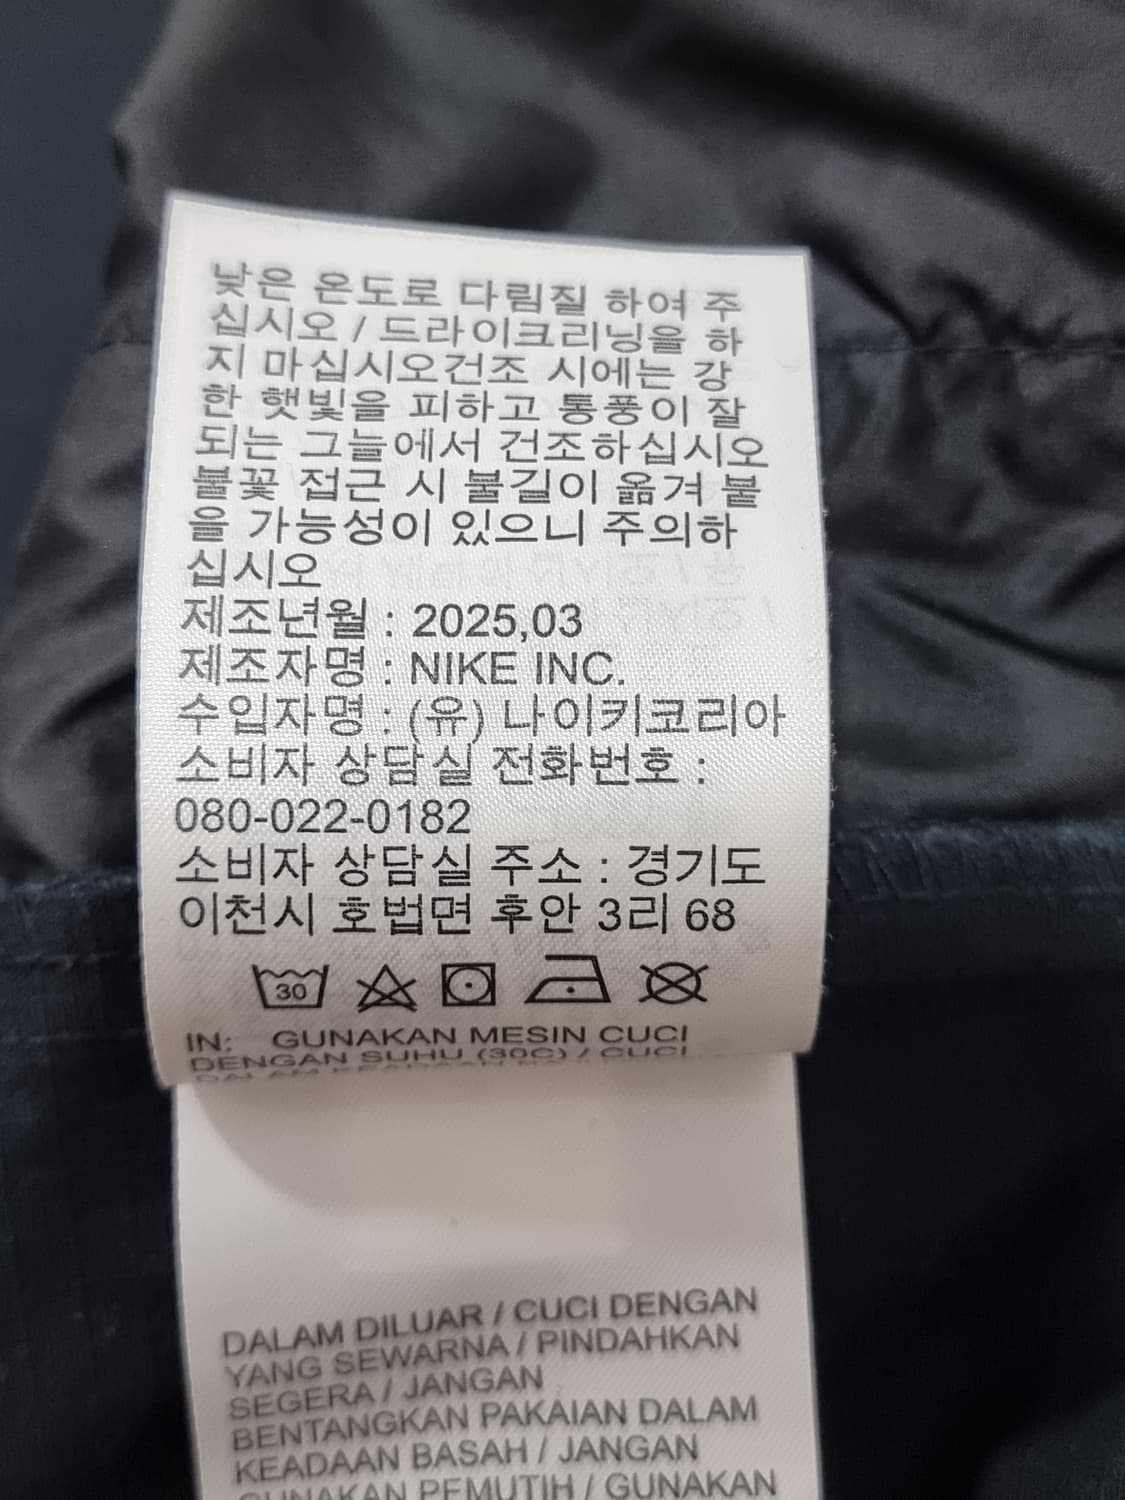 낮은 온도로 다림질 하여 주
십시오 / 드라이크리닝을 하
지 마십시오건조 시에는 강
한 햇빛을 피하고 통풍이 잘
되는 그늘에서 건조하십시오
불꽃 접근 시 불길이 옮겨 붙
을 가능성이 있으니 주의하
십시오
제조년월 : 2025,03
제조자명 : NIKE INC.
수입자명 : (유) 나이키코리아
소비자 상담실 전화번호 :
080-022-0182
소비자 상담실 주소 : 경기도
이천시 호법면 후안 3리 68
30
IN: GUNAKAN MESIN CUCI
DENGAN SUHU (30C) / CUCI
DALAM KEADAAN
DALAM DILUAR / CUCI DENGAN
YANG SEWARNA / PINDAHKAN
SEGERA / JANGAN
BENTANGKAN PAKAIAN DALAM
KEADAAN BASAH / JANGAN
GUNAKAN PEMUTIH / GUNAKAN